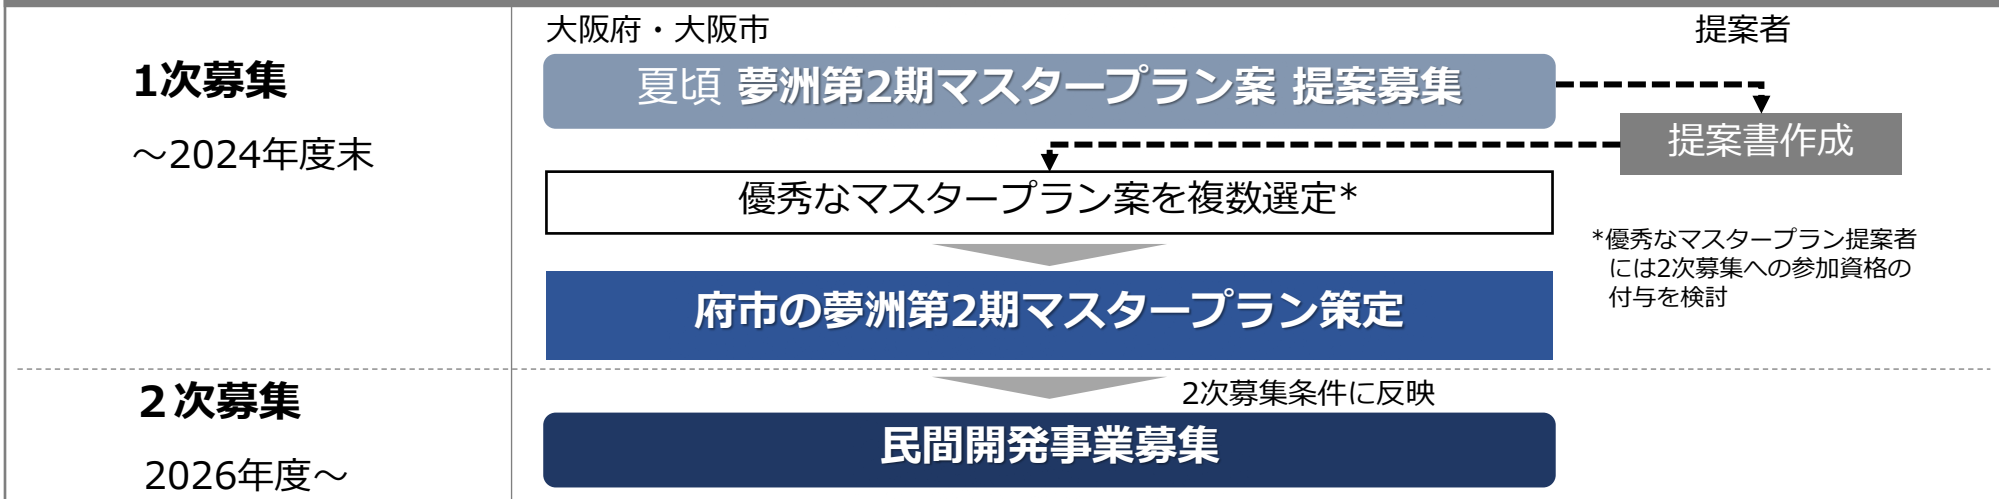 大阪府・大阪市
提案者
1次募集
～2024年度末
夏頃 夢洲第2期マスタープラン案 提案募集
提案書作成
優秀なマスタープラン案を複数選定*
*優秀なマスタープラン提案者
には2次募集への参加資格の
付与を検討
府市の夢洲第2期マスタープラン策定
２次募集
2026年度～
2次募集条件に反映
民間開発事業募集